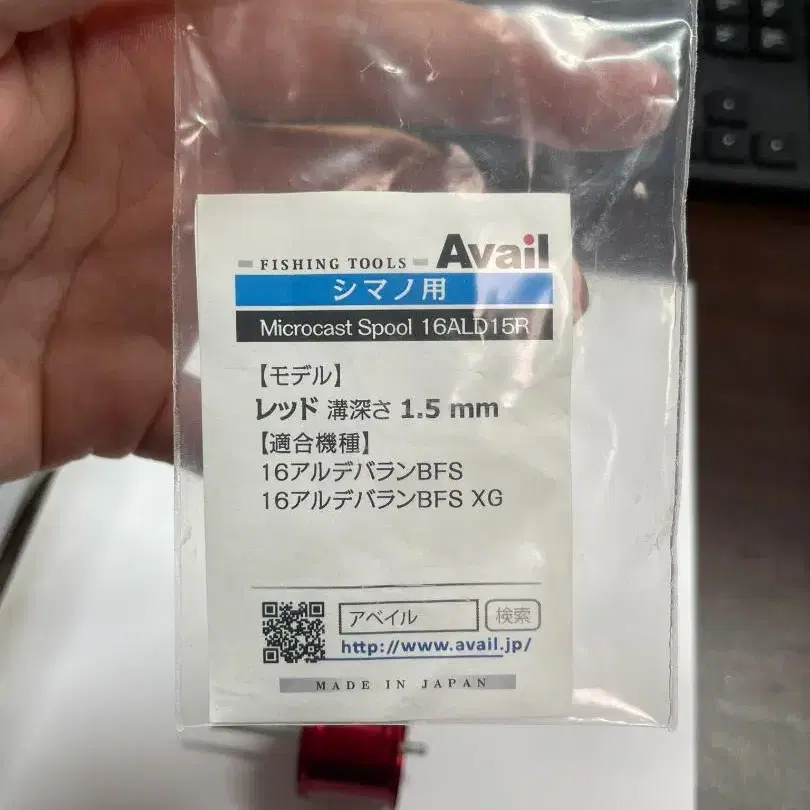 FISHING TOOLS Avail
シマノ用
Microcast Spool 16ALD15R
【モデル】
レッド 溝深さ 1.5 mm
【適合機種】
16アルデバランBFS
16アルデバランBFS XG
アベイル 検索
http://www.avail.jp/
MADE IN JAPAN